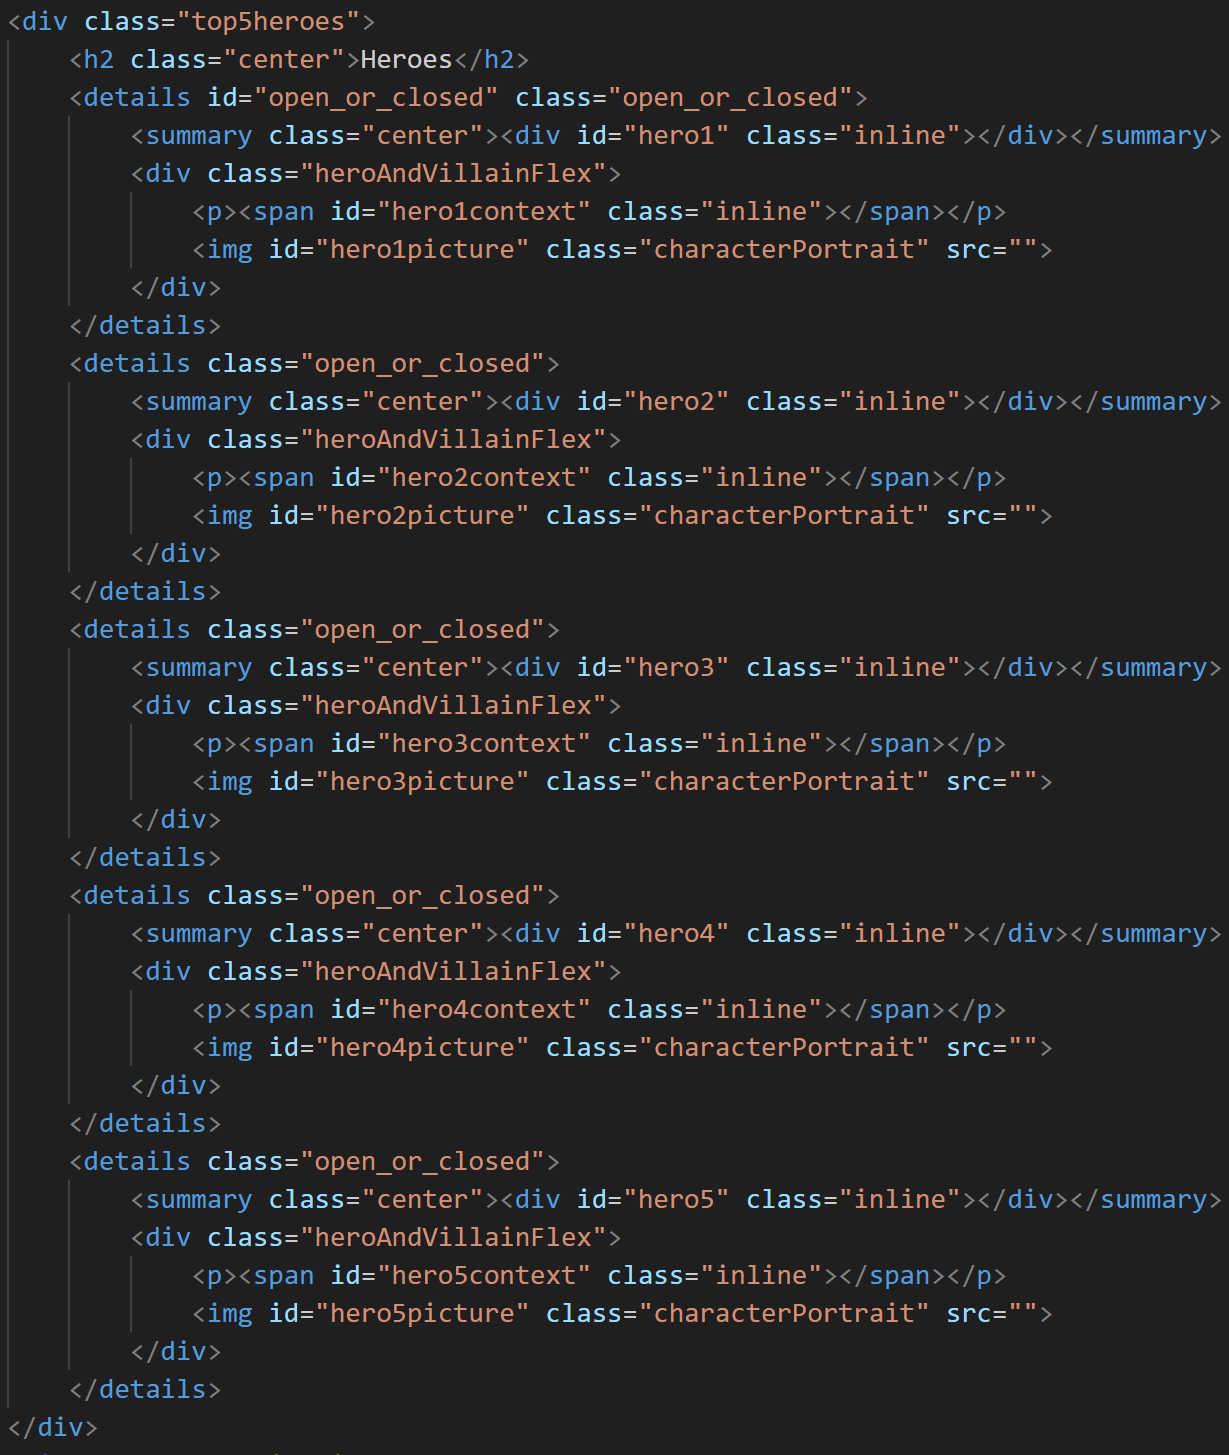 <div class="top5heroes">
    <h2 class="center">Heroes</h2>
    <details id="open_or_closed" class="open_or_closed">
        <summary class="center"><div id="hero1" class="inline"></div></summary>
        <div class="heroAndVillainFlex">
            <p><span id="hero1context" class="inline"></span></p>
            <img id="hero1picture" class="characterPortrait" src="">
        </div>
    </details>
    <details class="open_or_closed">
        <summary class="center"><div id="hero2" class="inline"></div></summary>
        <div class="heroAndVillainFlex">
            <p><span id="hero2context" class="inline"></span></p>
            <img id="hero2picture" class="characterPortrait" src="">
        </div>
    </details>
    <details class="open_or_closed">
        <summary class="center"><div id="hero3" class="inline"></div></summary>
        <div class="heroAndVillainFlex">
            <p><span id="hero3context" class="inline"></span></p>
            <img id="hero3picture" class="characterPortrait" src="">
        </div>
    </details>
    <details class="open_or_closed">
        <summary class="center"><div id="hero4" class="inline"></div></summary>
        <div class="heroAndVillainFlex">
            <p><span id="hero4context" class="inline"></span></p>
            <img id="hero4picture" class="characterPortrait" src="">
        </div>
    </details>
    <details class="open_or_closed">
        <summary class="center"><div id="hero5" class="inline"></div></summary>
        <div class="heroAndVillainFlex">
            <p><span id="hero5context" class="inline"></span></p>
            <img id="hero5picture" class="characterPortrait" src="">
        </div>
    </details>
</div>